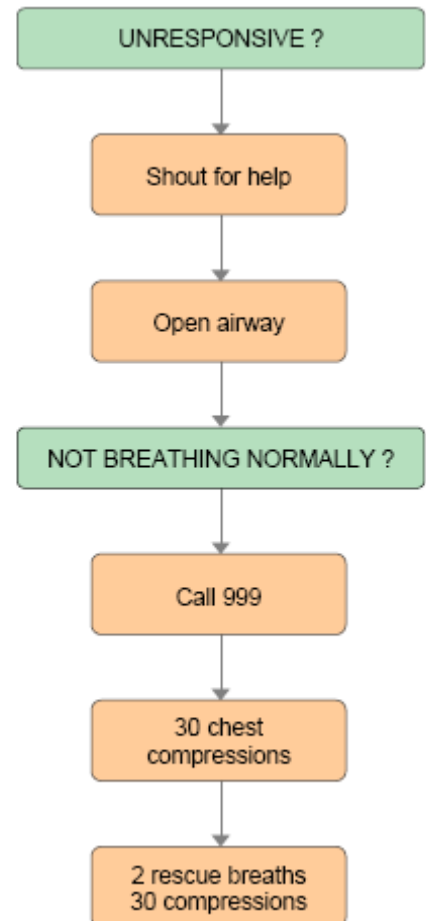 UNRESPONSIVE ?
Shout for help
Open airway
NOT BREATHING NORMALLY ?
Call 999
30 chest
compressions
2 rescue breaths
30 compressions